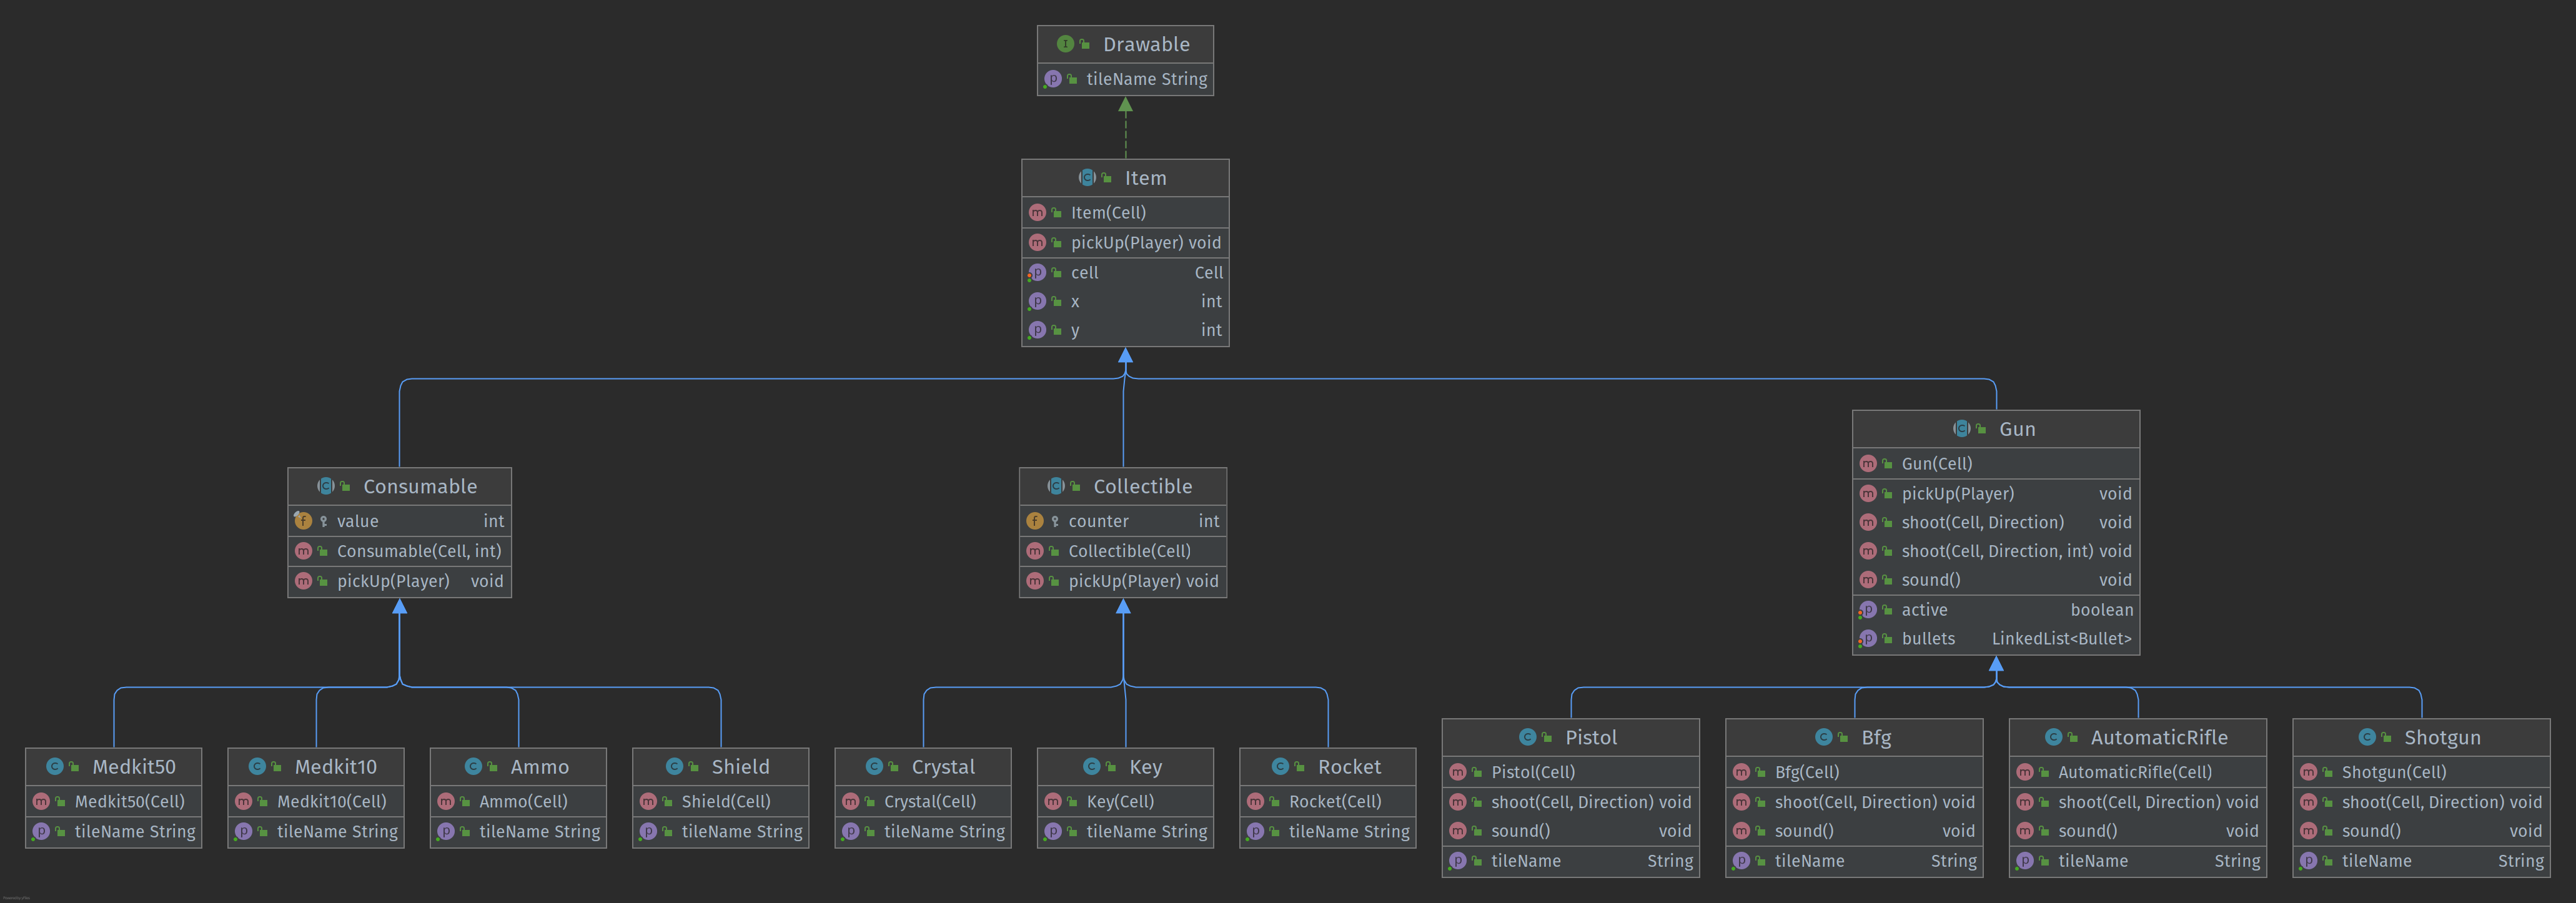 Drawable
tileName String
Item
Item(Cell)
pickUp(Player) void
cell Cell
x int
y int
Consumable
value int
Consumable(Cell, int)
pickUp(Player) void
Collectible
counter int
Collectible(Cell)
pickUp(Player) void
Gun
Gun(Cell)
pickUp(Player) void
shoot(Cell, Direction) void
shoot(Cell, Direction, int) void
sound() void
active boolean
bullets LinkedList<Bullet>
Medkit50
Medkit50(Cell)
tileName String
Medkit10
Medkit10(Cell)
tileName String
Ammo
Ammo(Cell)
tileName String
Shield
Shield(Cell)
tileName String
Crystal
Crystal(Cell)
tileName String
Key
Key(Cell)
tileName String
Rocket
Rocket(Cell)
tileName String
Pistol
Pistol(Cell)
shoot(Cell, Direction) void
sound() void
tileName String
Bfg
Bfg(Cell)
shoot(Cell, Direction) void
sound() void
tileName String
AutomaticRifle
AutomaticRifle(Cell)
shoot(Cell, Direction) void
sound() void
tileName String
Shotgun
Shotgun(Cell)
shoot(Cell, Direction) void
sound() void
tileName String